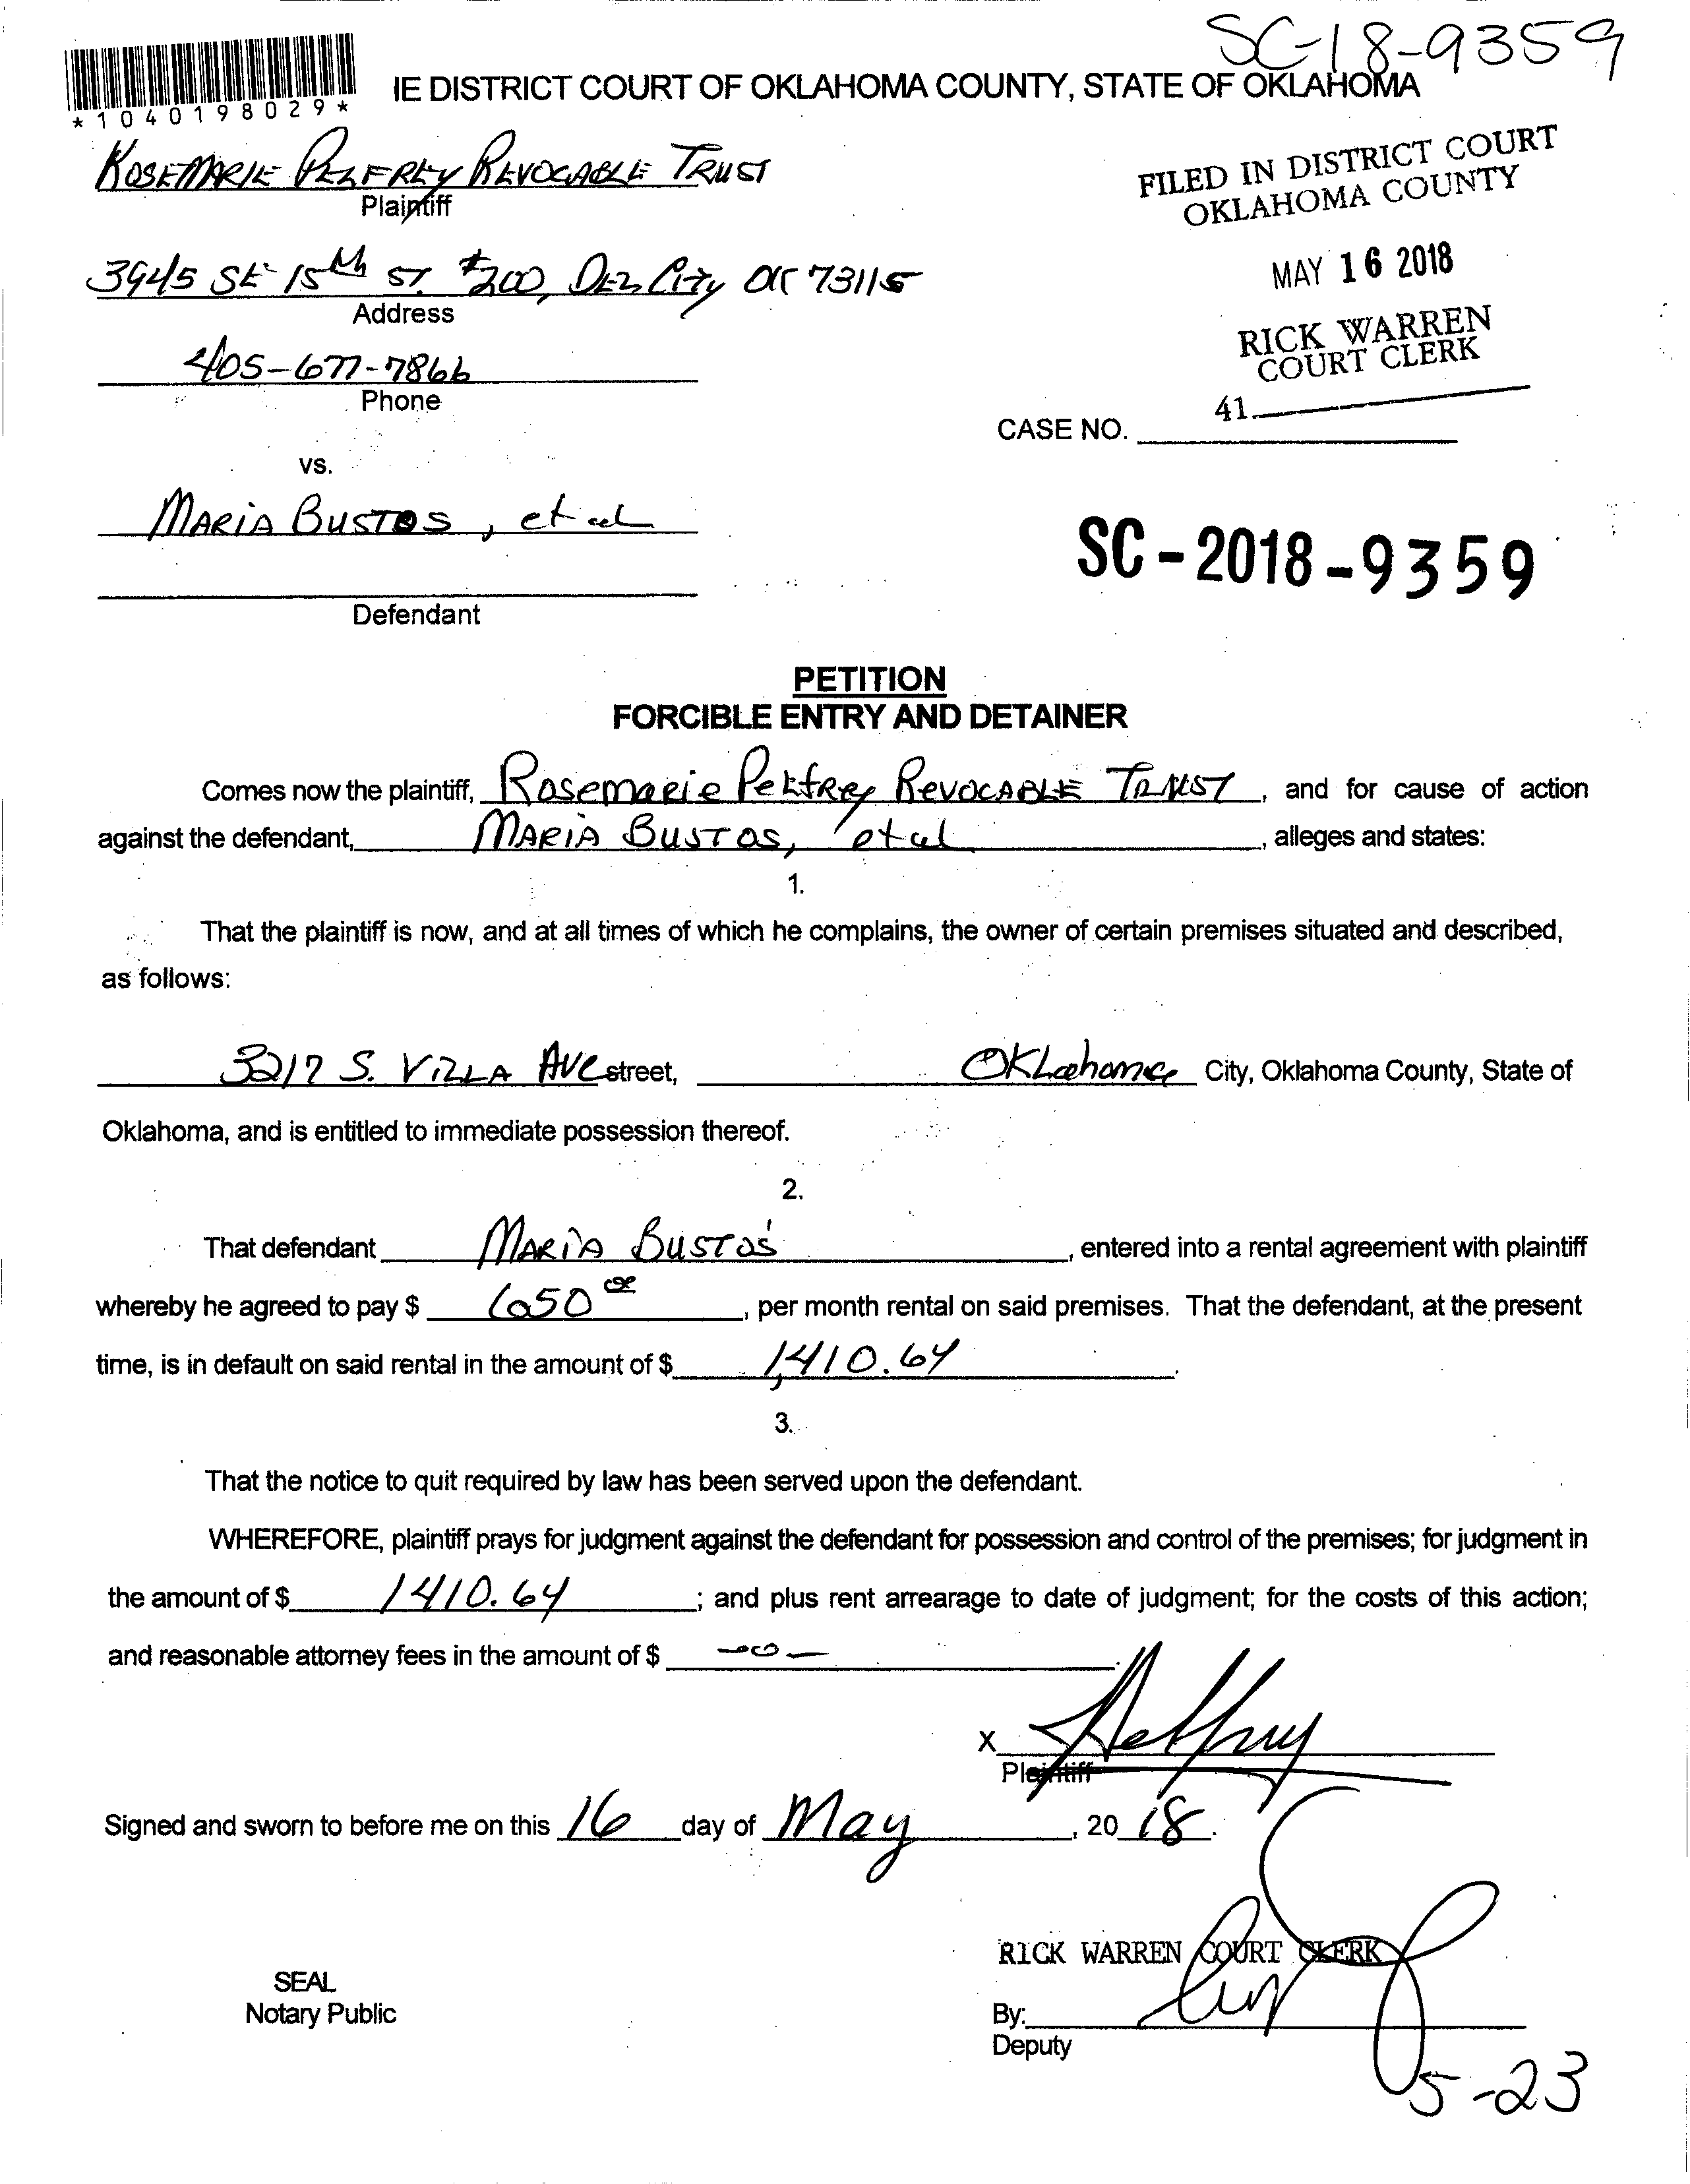 SC-18-9359
*1040198029*
IE DISTRICT COURT OF OKLAHOMA COUNTY, STATE OF OKLAHOMA
ROSEMARIE PELFREY REVOCABLE TRUST
Plaintiff
FILED IN DISTRICT COURT
OKLAHOMA COUNTY
3945 SE 15th ST. #200, DEL City OK 73115
Address
MAY 16 2018
RICK WARREN
COURT CLERK
405-677-7866
Phone
41
CASE NO.
vs.
MARIA BUSTOS, et al
SC-2018-9359
Defendant
PETITION
FORCIBLE ENTRY AND DETAINER
Comes now the plaintiff, Rosemarie Pelfrey REVOCABLE TRUST, and for cause of action
against the defendant, MARIA BUSTOS, et al, alleges and states:
1.
That the plaintiff is now, and at all times of which he complains, the owner of certain premises situated and described,
as follows:
3217 S. VILLA AVE street, Oklahoma City, Oklahoma County, State of
Oklahoma, and is entitled to immediate possession thereof.
2.
That defendant MARIA BUSTOS, entered into a rental agreement with plaintiff
whereby he agreed to pay $ 650 00, per month rental on said premises. That the defendant, at the present
time, is in default on said rental in the amount of $ 1,410.64.
3.
That the notice to quit required by law has been served upon the defendant.
WHEREFORE, plaintiff prays for judgment against the defendant for possession and control of the premises; for judgment in
the amount of $ 1410.64; and plus rent arrearage to date of judgment; for the costs of this action;
and reasonable attorney fees in the amount of $ -0-.
X Pelfrey
Plaintiff
Signed and sworn to before me on this 16 day of May, 2018.
RICK WARREN COURT CLERK
SEAL
Notary Public
By:
Deputy
5-23